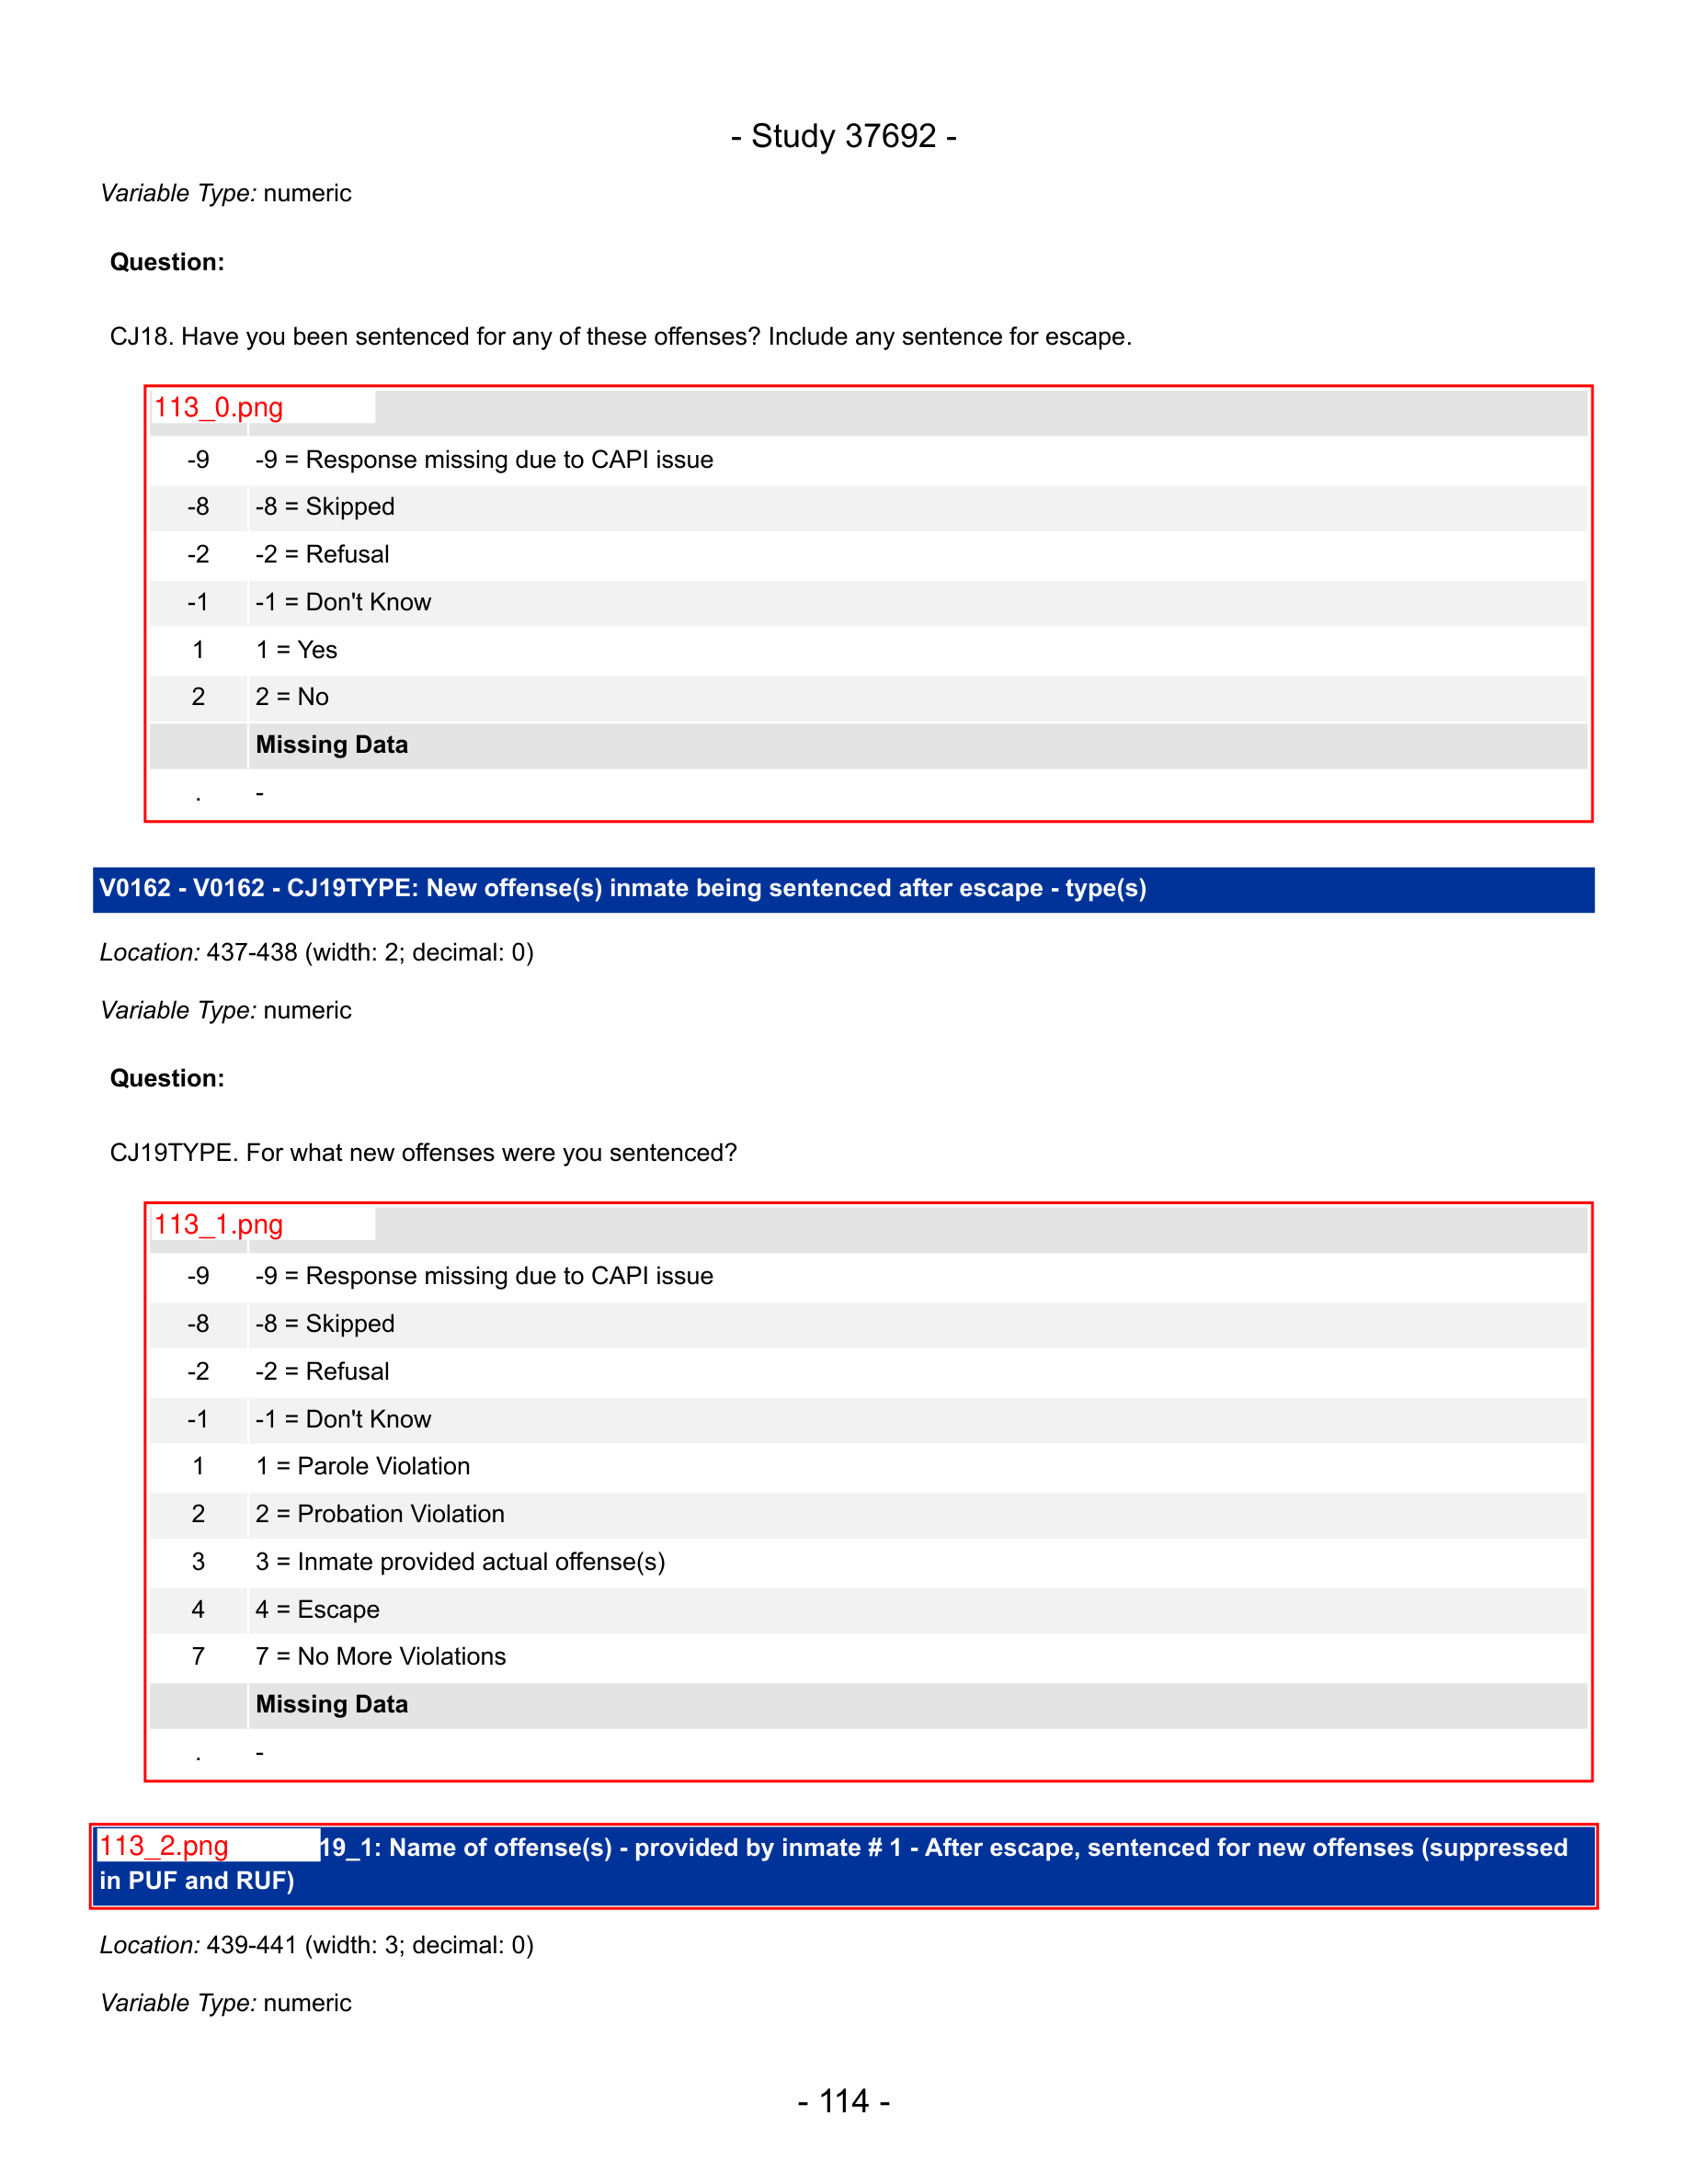 - Study 37692 -
Variable Type: numeric
Question:
CJ18. Have you been sentenced for any of these offenses? Include any sentence for escape.
113_0.png
-9 -9 = Response missing due to CAPI issue
-8 -8 = Skipped
-2 -2 = Refusal
-1 -1 = Don't Know
1 1 = Yes
2 2 = No
Missing Data
. -
V0162 - V0162 - CJ19TYPE: New offense(s) inmate being sentenced after escape - type(s)
Location: 437-438 (width: 2; decimal: 0)
Variable Type: numeric
Question:
CJ19TYPE. For what new offenses were you sentenced?
113_1.png
-9 -9 = Response missing due to CAPI issue
-8 -8 = Skipped
-2 -2 = Refusal
-1 -1 = Don't Know
1 1 = Parole Violation
2 2 = Probation Violation
3 3 = Inmate provided actual offense(s)
4 4 = Escape
7 7 = No More Violations
Missing Data
. -
113_2.png 19_1: Name of offense(s) - provided by inmate # 1 - After escape, sentenced for new offenses (suppressed
in PUF and RUF)
Location: 439-441 (width: 3; decimal: 0)
Variable Type: numeric
- 114 -